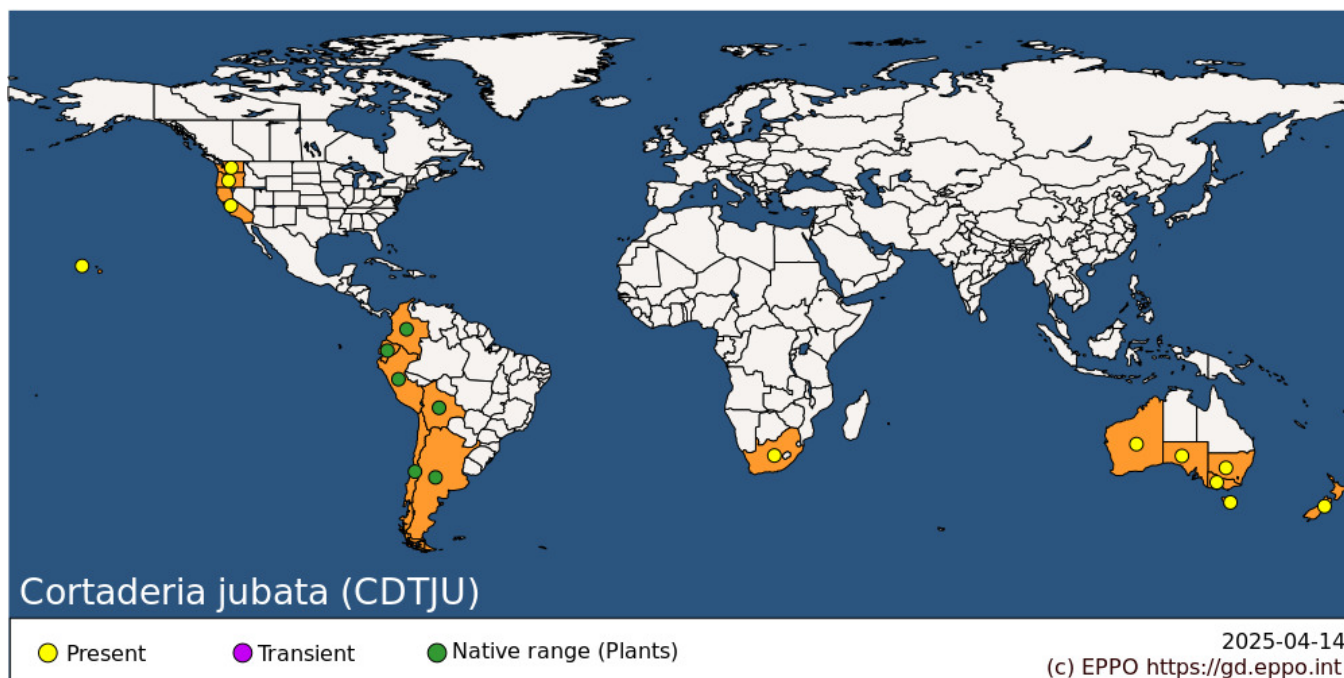 Cortaderia jubata (CDTJU)
Present
Transient
Native range (Plants)
2025-04-14
(c) EPPO https://gd.eppo.int